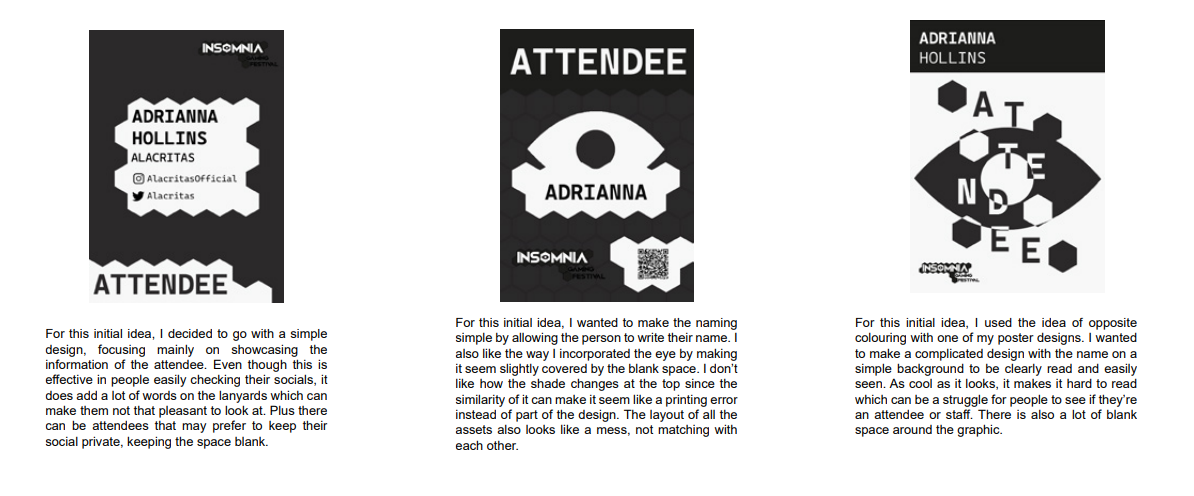 INSOMNIA
GAMING
FESTIVAL
ADRIANNA
HOLLINS
ALACRITAS
AlacritasOfficial
Alacritas
ATTENDEE
For this initial idea, I decided to go with a simple
design, focusing mainly on showcasing the
information of the attendee. Even though this is
effective in people easily checking their socials, it
does add a lot of words on the lanyards which can
make them not that pleasant to look at. Plus there
can be attendees that may prefer to keep their
social private, keeping the space blank.
ATTENDEE
ADRIANNA
INSOMNIA
GAMING
FESTIVAL
For this initial idea, I wanted to make the naming
simple by allowing the person to write their name. I
also like the way I incorporated the eye by making
it seem slightly covered by the blank space. I don't
like how the shade changes at the top since the
similarity of it can make it seem like a printing error
instead of part of the design. The layout of all the
assets also looks like a mess, not matching with
each other.
ADRIANNA
HOLLINS
AT
TE
ND
EE
INSOMNIA
GAMING
FESTIVAL
For this initial idea, I used the idea of opposite
colouring with one of my poster designs. I wanted
to make a complicated design with the name on a
simple background to be clearly read and easily
seen. As cool as it looks, it makes it hard to read
which can be a struggle for people to see if they're
an attendee or staff. There is also a lot of blank
space around the graphic.